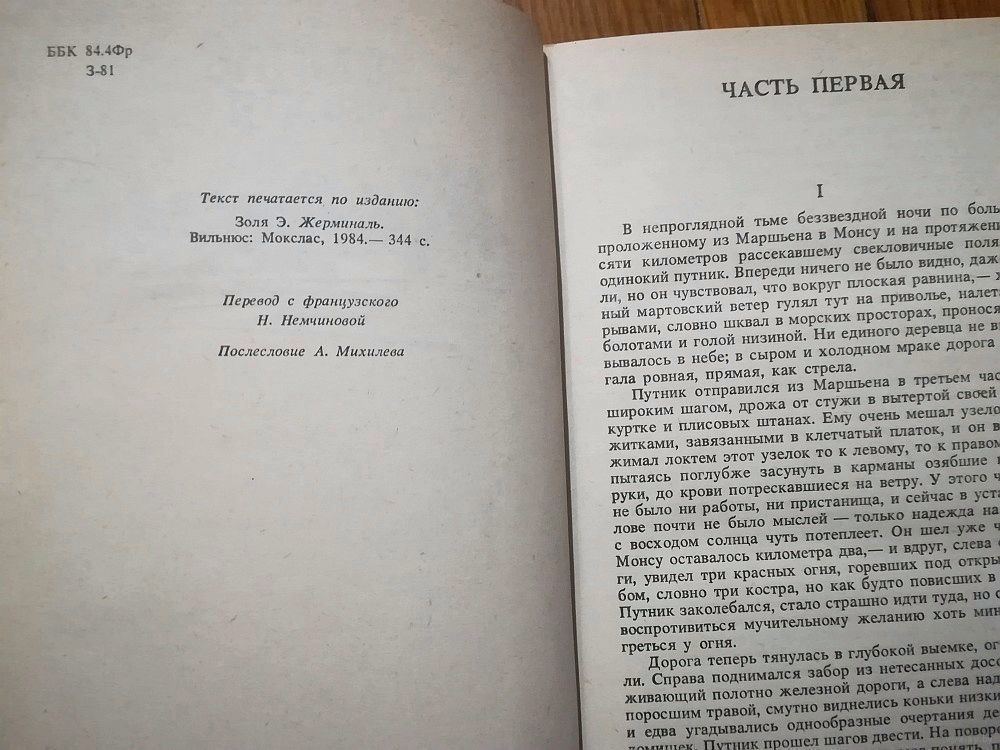 ББК 84.4Фр
З-81
Текст печатается по изданию:
Золя Э. Жерминаль.
Вильнюс: Мокслас, 1984.— 344 с.
Перевод с французского
Н. Немчиновой
Послесловие А. Михилева
ЧАСТЬ ПЕРВАЯ
I
В непроглядной тьме беззвездной ночи по боль
проложенному из Маршьена в Монсу и на протяжени
сяти километров рассекавшему свекловичные поля
одинокий путник. Впереди ничего не было видно, даже
ли, но он чувствовал, что вокруг плоская равнина,— х
ный мартовский ветер гулял тут на приволье, налет
рывами, словно шквал в морских просторах, пронося
болотами и голой низиной. Ни единого деревца не в
вывалось в небе; в сыром и холодном мраке дорога
гала ровная, прямая, как стрела.
Путник отправился из Маршьена в третьем час
широким шагом, дрожа от стужи в вытертой своей
куртке и плисовых штанах. Ему очень мешал узело
житками, завязанными в клетчатый платок, и он в
жимал локтем этот узелок то к левому, то к правом
пытаясь поглубже засунуть в карманы озябшие
руки, до крови потрескавшиеся на ветру. У этого ч
не было ни работы, ни пристанища, и сейчас в уста
лове почти не было мыслей — только надежда на
с восходом солнца чуть потеплеет. Он шел уже ч
Монсу оставалось километра два,— и вдруг, слева
ги, увидел три красных огня, горевших под откры
бом, словно три костра, но как будто повисших в
Путник заколебался, стало страшно идти туда, но с
воспротивиться мучительному желанию хоть мин
греться у огня.
Дорога теперь тянулась в глубокой выемке, ог
ли. Справа поднимался забор из нетесанных досо
живающий полотно железной дороги, а слева над
поросшим травой, смутно виднелись коньки низки
и едва угадывались однообразные очертания де
домишек. Путник прошел шагов двести. На поворо